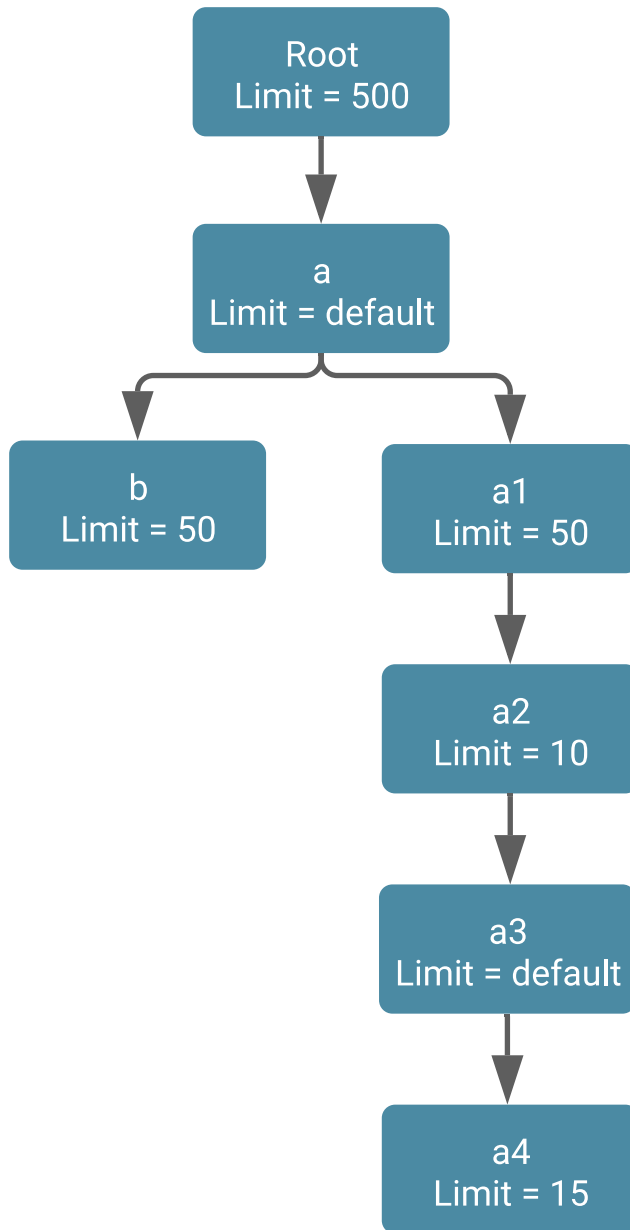 Root
Limit = 500
a
Limit = default
b
Limit = 50
a1
Limit = 50
a2
Limit = 10
a3
Limit = default
a4
Limit = 15